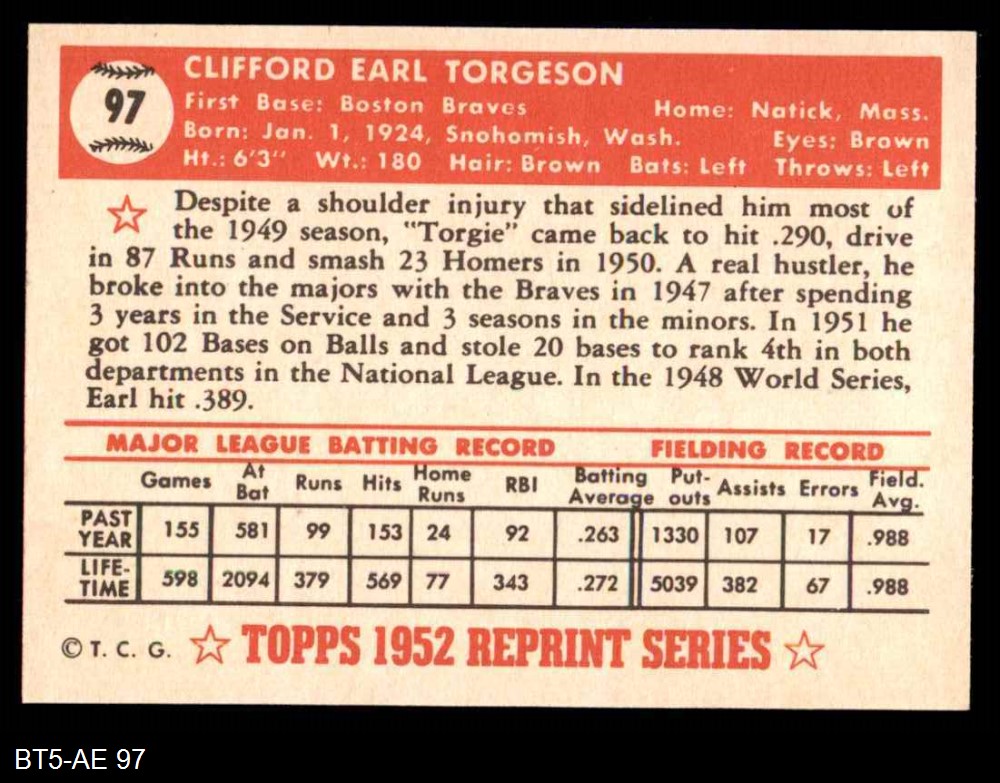 97
CLIFFORD EARL TORGESON
First Base: Boston Braves Home: Natick, Mass.
Born: Jan. 1, 1924, Snohomish, Wash. Eyes: Brown
Ht.: 6'3" Wt.: 180 Hair: Brown Bats: Left Throws: Left
Despite a shoulder injury that sidelined him most of
the 1949 season, "Torgie" came back to hit .290, drive
in 87 Runs and smash 23 Homers in 1950. A real hustler, he
broke into the majors with the Braves in 1947 after spending
3 years in the Service and 3 seasons in the minors. In 1951 he
got 102 Bases on Balls and stole 20 bases to rank 4th in both
departments in the National League. In the 1948 World Series,
Earl hit .389.
MAJOR LEAGUE BATTING RECORD FIELDING RECORD
Games At Bat Runs Hits Home Runs RBI Batting Average Put-outs Assists Errors Field. Avg.
PAST YEAR 155 581 99 153 24 92 .263 1330 107 17 .988
LIFE-TIME 598 2094 379 569 77 343 .272 5039 382 67 .988
© T. C. G. TOPPS 1952 REPRINT SERIES
BT5-AE 97